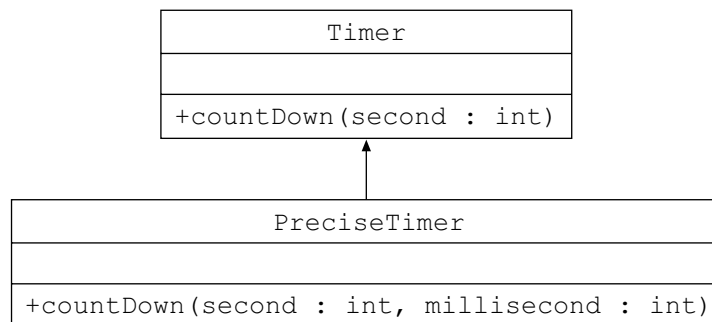 Timer
+countDown(second : int)
PreciseTimer
+countDown(second : int, millisecond : int)